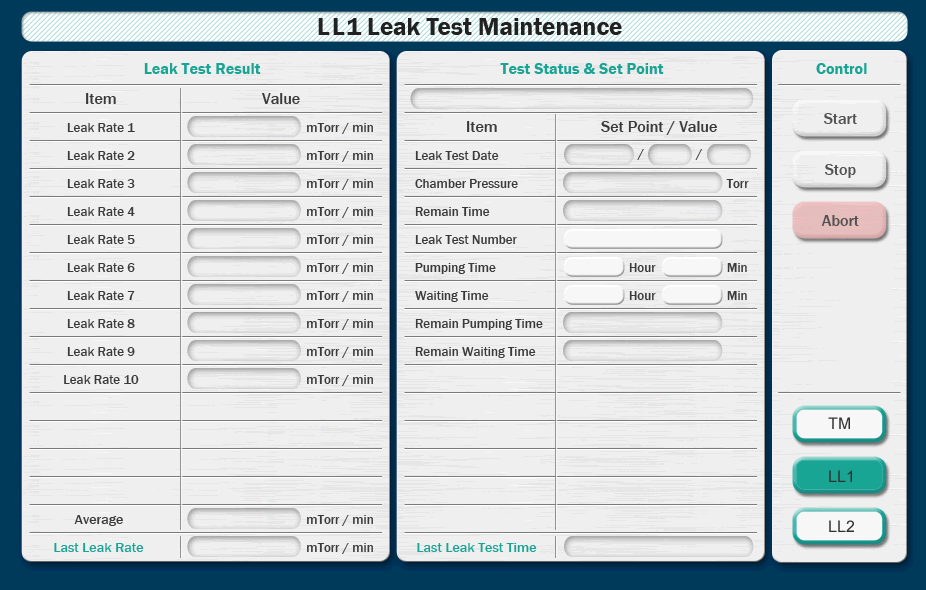 LL1 Leak Test Maintenance
Leak Test Result
Item Value
Leak Rate 1 mTorr / min
Leak Rate 2 mTorr / min
Leak Rate 3 mTorr / min
Leak Rate 4 mTorr / min
Leak Rate 5 mTorr / min
Leak Rate 6 mTorr / min
Leak Rate 7 mTorr / min
Leak Rate 8 mTorr / min
Leak Rate 9 mTorr / min
Leak Rate 10 mTorr / min
Average mTorr / min
Last Leak Rate mTorr / min
Test Status & Set Point
Item Set Point / Value
Leak Test Date / /
Chamber Pressure Torr
Remain Time
Leak Test Number
Pumping Time Hour Min
Waiting Time Hour Min
Remain Pumping Time
Remain Waiting Time
Last Leak Test Time
Control
Start
Stop
Abort
TM
LL1
LL2